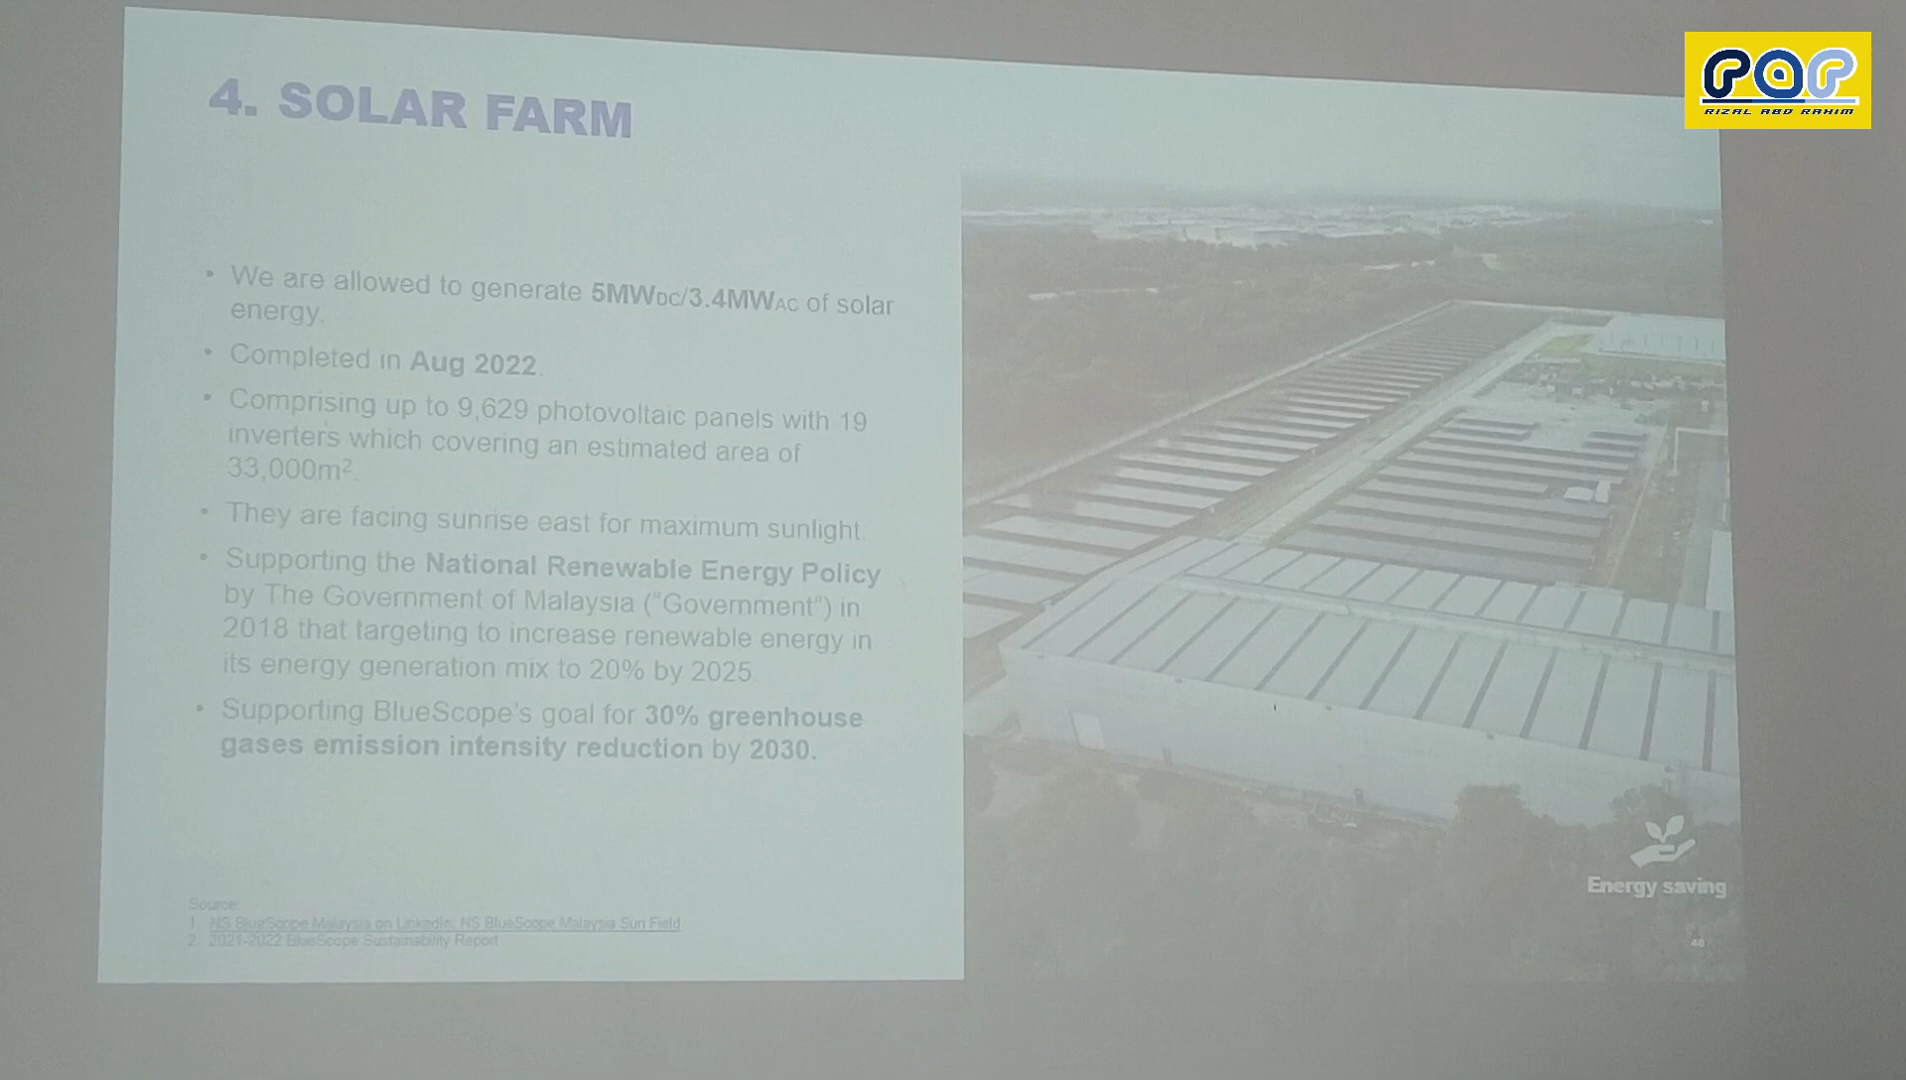 4. SOLAR FARM
• We are allowed to generate 5MWDC/3.4MWAC of solar
energy.
• Completed in Aug 2022.
• Comprising up to 9,629 photovoltaic panels with 19
inverters which covering an estimated area of
33,000m².
• They are facing sunrise east for maximum sunlight.
• Supporting the National Renewable Energy Policy
by The Government of Malaysia (“Government”) in
2018 that targeting to increase renewable energy in
its energy generation mix to 20% by 2025.
• Supporting BlueScope's goal for 30% greenhouse
gases emission intensity reduction by 2030.
Source:
1. NS BlueScope Malaysia on LinkedIn: NS BlueScope Malaysia Sun Field
2. 2021-2022 BlueScope Sustainability Report
Energy saving
rar
RIZAL ABD RAHIM